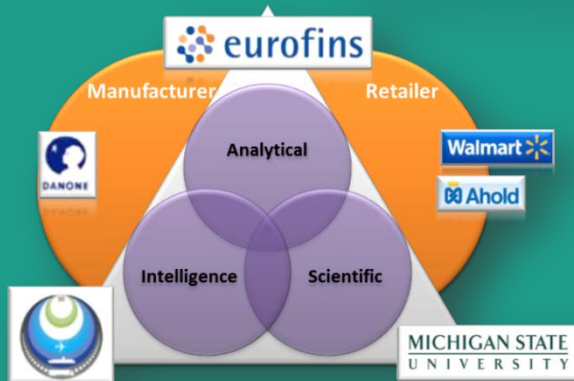 eurofins
Manufacturer
Retailer
Analytical
DANONE
Walmart
Ahold
Intelligence
Scientific
MICHIGAN STATE
UNIVERSITY